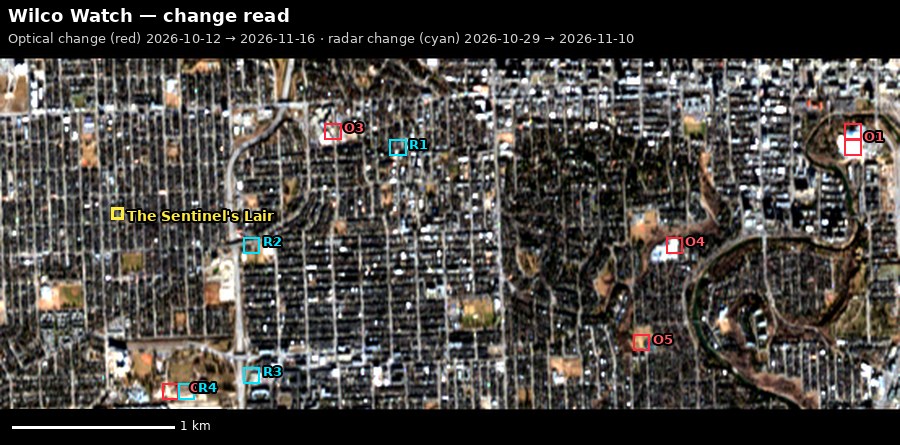 Wilco Watch — change read
Optical change (red) 2026-10-12 → 2026-11-16 · radar change (cyan) 2026-10-29 → 2026-11-10
O3
O1
R1
The Sentinel's Lair
R2
O4
O5
R3
R4
1 km